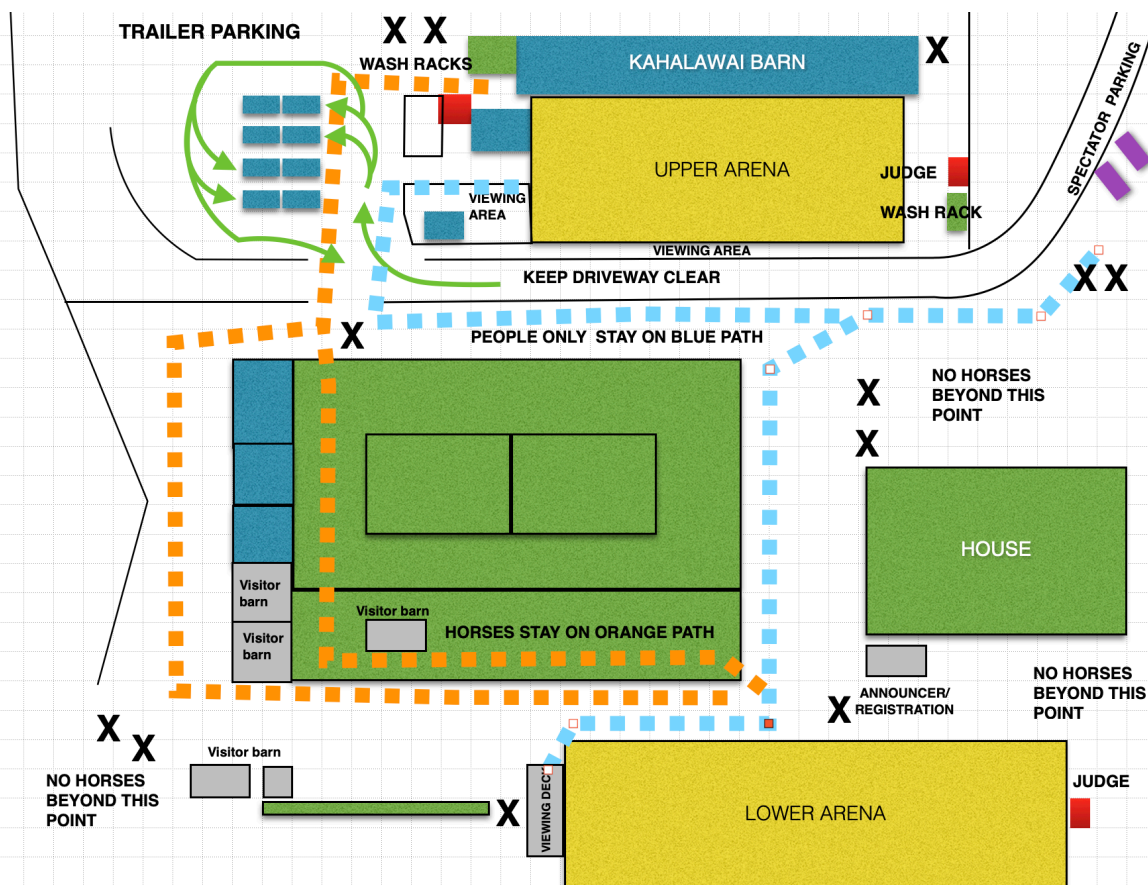 TRAILER PARKING
X X
WASH RACKS
KAHALAWAI BARN
X
SPECTATOR PARKING
UPPER ARENA
JUDGE
VIEWING
AREA
WASH RACK
VIEWING AREA
KEEP DRIVEWAY CLEAR
X X
X
PEOPLE ONLY STAY ON BLUE PATH
X
NO HORSES
BEYOND THIS
POINT
X
HOUSE
Visitor
barn
Visitor barn
HORSES STAY ON ORANGE PATH
Visitor
barn
NO HORSES
BEYOND THIS
POINT
X
ANNOUNCER/
REGISTRATION
X
X
Visitor barn
NO HORSES
BEYOND THIS
POINT
X
VIEWING DECK
LOWER ARENA
JUDGE